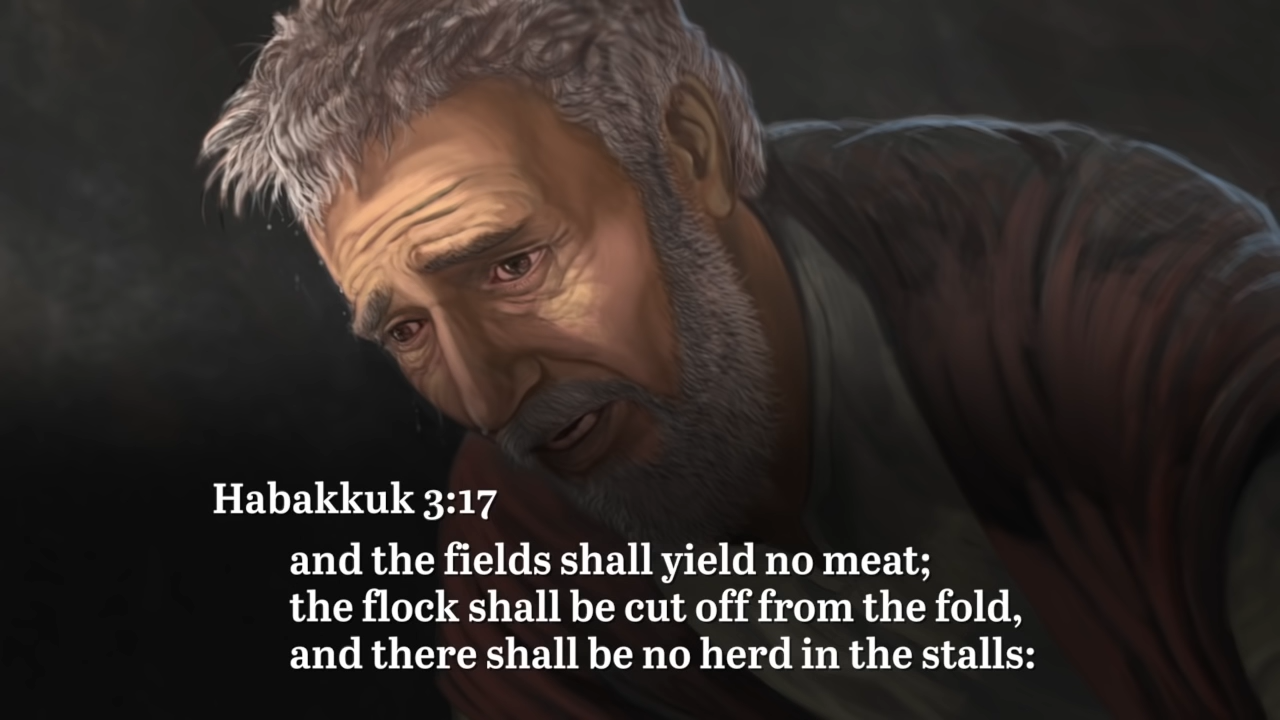 Habakkuk 3:17
and the fields shall yield no meat;
the flock shall be cut off from the fold,
and there shall be no herd in the stalls: